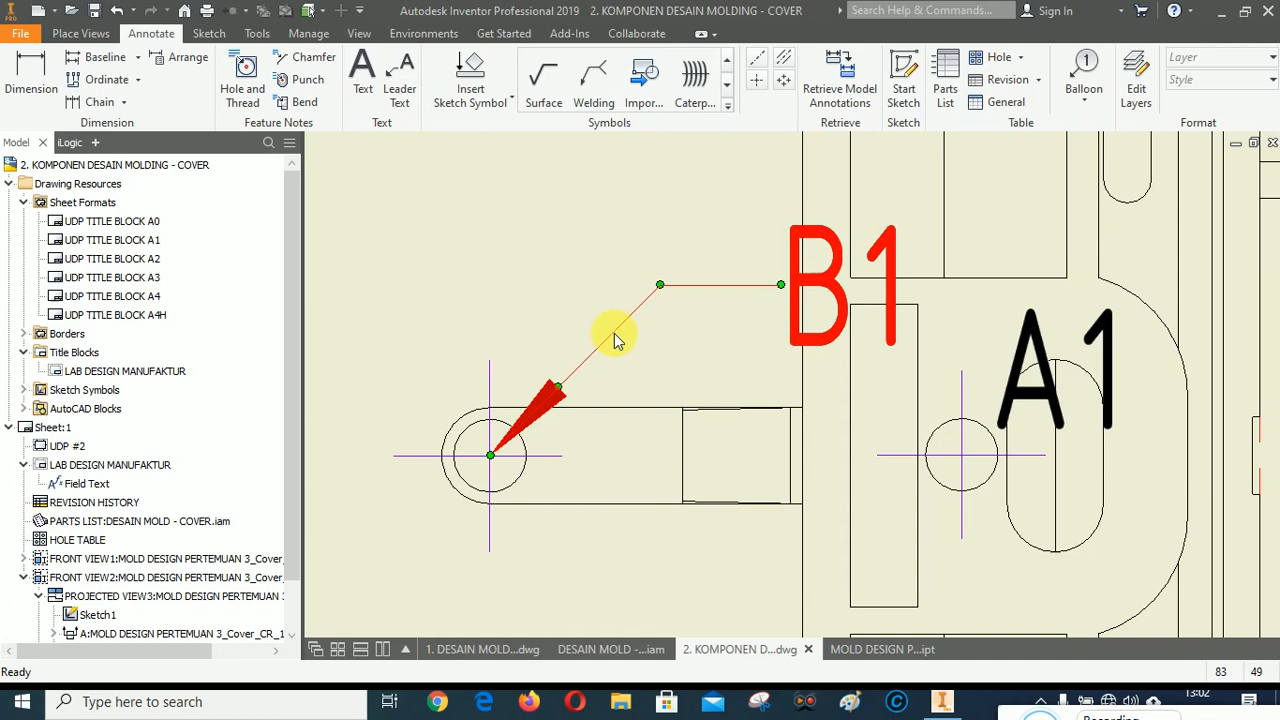 PRO
Autodesk Inventor Professional 2019   2. KOMPONEN DESAIN MOLDING - COVER
Search Help & Commands...
Sign In
File
Place Views
Annotate
Sketch
Tools
Manage
View
Environments
Get Started
Add-Ins
Collaborate
Dimension
Baseline
Ordinate
Chain
Arrange
Dimension
Hole and Thread
Chamfer
Punch
Bend
Feature Notes
Text
Leader Text
Text
Insert Sketch Symbol
Surface
Welding
Impor...
Caterp...
Symbols
Retrieve Model Annotations
Retrieve
Start Sketch
Sketch
Parts List
Hole
Revision
General
Table
Balloon
Edit Layers
Layer
Style
Format
Model
iLogic
2. KOMPONEN DESAIN MOLDING - COVER
Drawing Resources
Sheet Formats
UDP TITLE BLOCK A0
UDP TITLE BLOCK A1
UDP TITLE BLOCK A2
UDP TITLE BLOCK A3
UDP TITLE BLOCK A4
UDP TITLE BLOCK A4H
Borders
Title Blocks
LAB DESIGN MANUFAKTUR
Sketch Symbols
AutoCAD Blocks
Sheet:1
UDP #2
LAB DESIGN MANUFAKTUR
Field Text
REVISION HISTORY
PARTS LIST:DESAIN MOLD - COVER.iam
HOLE TABLE
FRONT VIEW1:MOLD DESIGN PERTEMUAN 3_Cover_
FRONT VIEW2:MOLD DESIGN PERTEMUAN 3_Cover_
PROJECTED VIEW3:MOLD DESIGN PERTEMUAN 3
Sketch1
A:MOLD DESIGN PERTEMUAN 3_Cover_CR_1
B1
A1
1. DESAIN MOLD...dwg
DESAIN MOLD -...iam
2. KOMPONEN D...dwg
MOLD DESIGN P...ipt
Ready
83
49
Type here to search
13:02